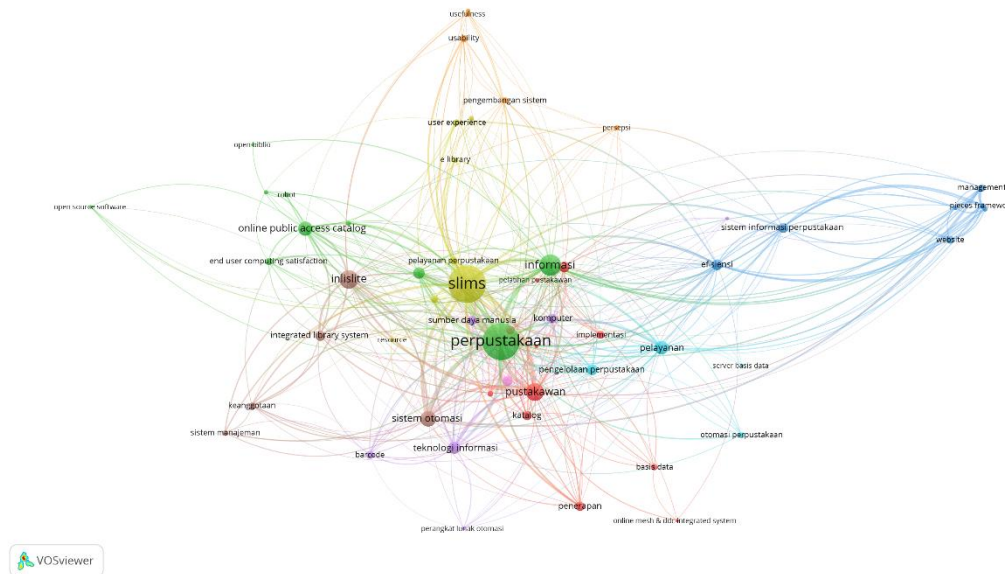 usefulness
usability
pengembangan sistem
user experience
persepsi
open biblio
e library
management
robot
open source software
pieces framework
online public access catalog
sistem informasi perpustakaan
website
end user computing satisfaction
pelayanan perpustakaan
informasi
efisiensi
inlislite
slims
pelatihan pustakawan
sumber daya manusia
komputer
integrated library system
resource
perpustakaan
implementasi
pelayanan
pengelolaan perpustakaan
server basis data
pustakawan
keanggotaan
sistem otomasi
katalog
sistem manajeman
otomasi perpustakaan
teknologi informasi
barcode
basis data
penerapan
online mesh & ddc integrated system
perangkat lunak otomasi
VOSviewer